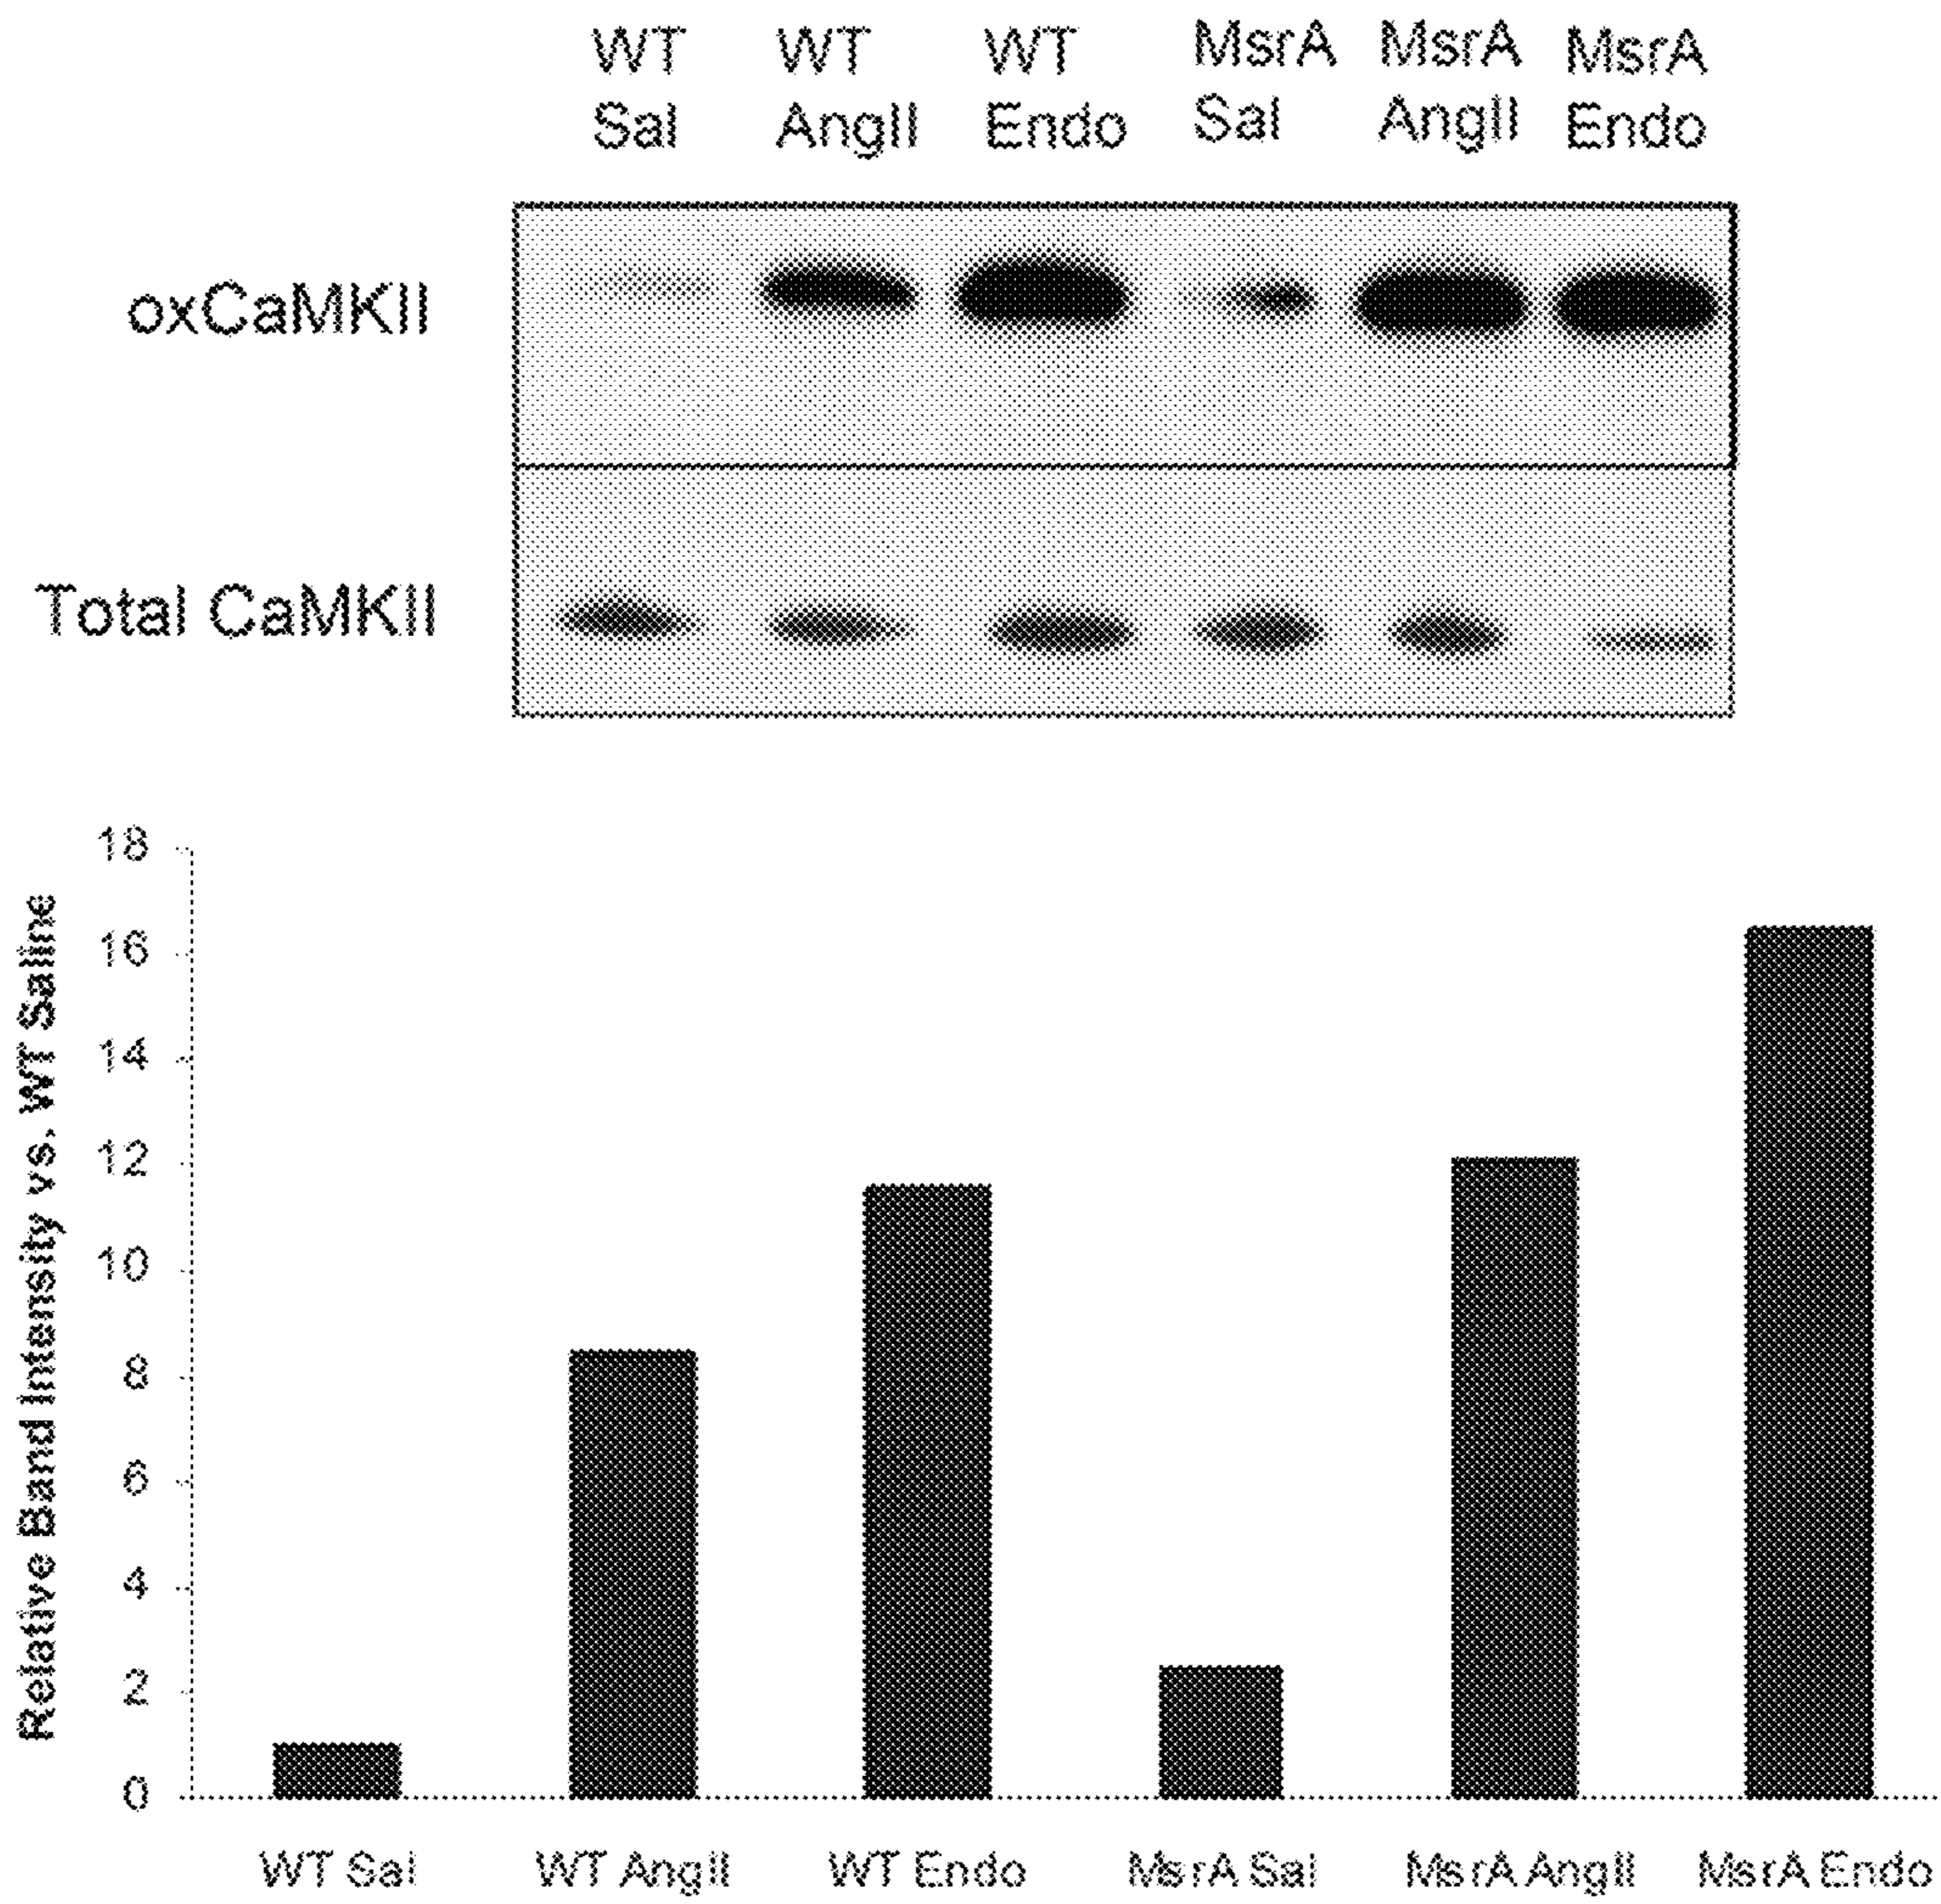 WT WT WT MsrA MsrA MsrA
Sal AngII Endo Sal AngII Endo
oxCaMKII
Total CaMKII
Relative Band Intensity vs. WT Saline
18
16
14
12
10
8
6
4
2
0
WT Sal WT AngII WT Endo MsrA Sal MsrA AngII MsrA Endo